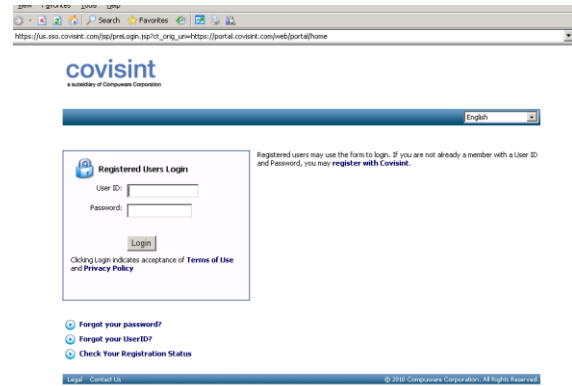 View Favorites Tools Help
Search Favorites
https://us.sso.covisint.com/jsp/preLogin.jsp?ct_orig_uri=https://portal.covisint.com/web/portal/home
covisint
a subsidiary of Compuware Corporation
English
Registered Users Login
User ID:
Password:
Login
Clicking Login indicates acceptance of Terms of Use
and Privacy Policy
Registered users may use the form to login. If you are not already a member with a User ID
and Password, you may register with Covisint.
Forgot your password?
Forgot your UserID?
Check Your Registration Status
Legal Contact Us
© 2010 Compuware Corporation. All Rights Reserved.